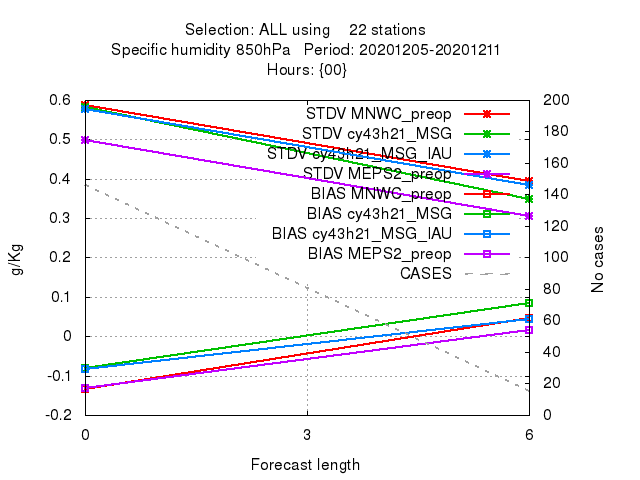 Selection: ALL using    22 stations
Specific humidity 850hPa   Period: 20201205-20201211
Hours: {00}
0.6
0.5
0.4
0.3
0.2
0.1
0
-0.1
-0.2
200
180
160
140
120
100
80
60
40
20
0
g/Kg
No cases
STDV MNWC_preop
STDV cy43h21_MSG
STDV cy43h21_MSG_IAU
STDV MEPS2_preop
BIAS MNWC_preop
BIAS cy43h21_MSG
BIAS cy43h21_MSG_IAU
BIAS MEPS2_preop
CASES
0
3
6
Forecast length